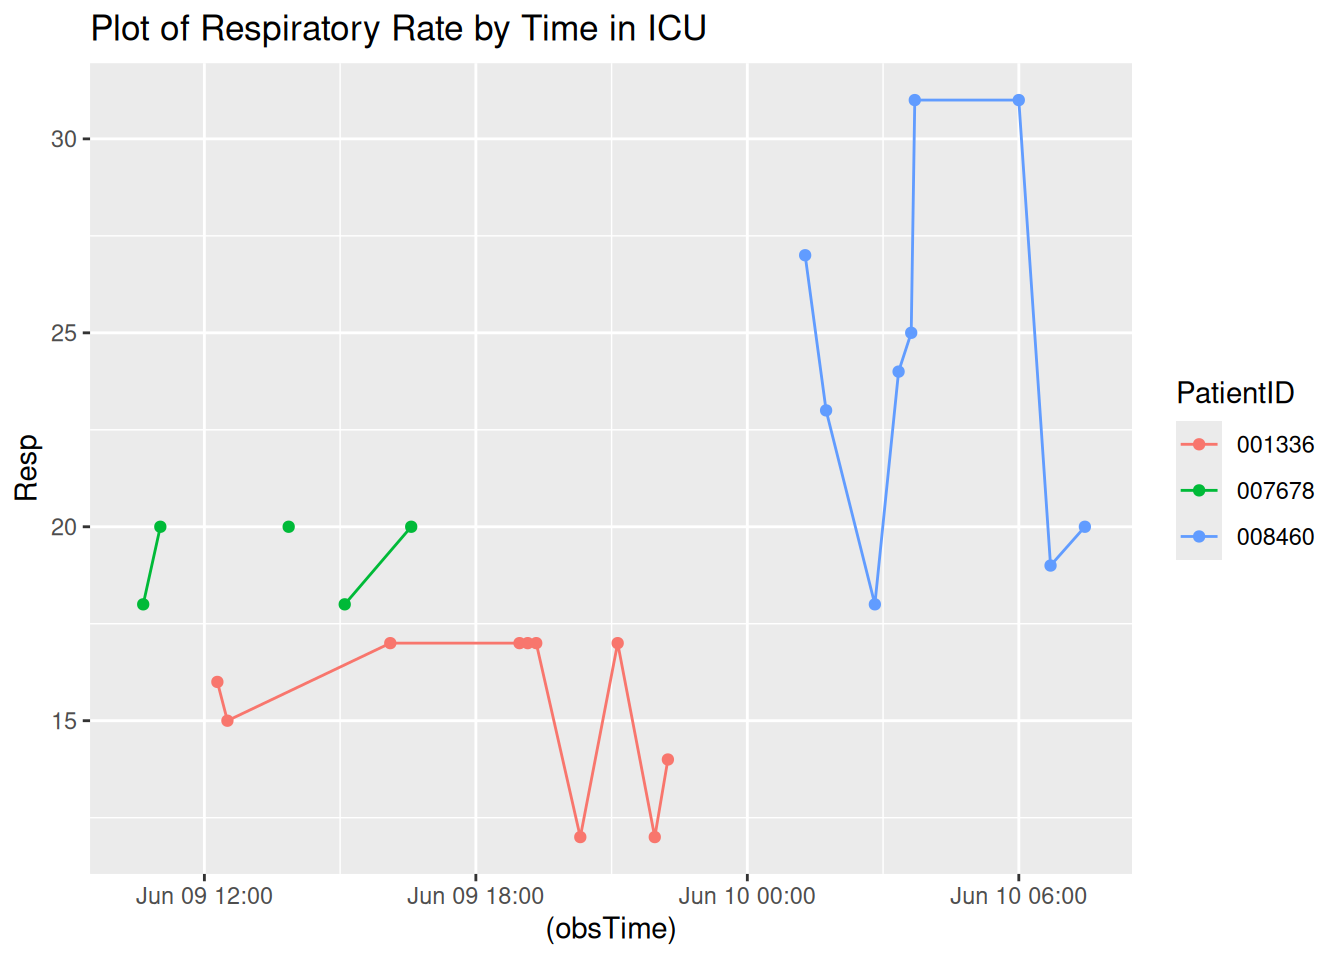 Plot of Respiratory Rate by Time in ICU
Resp
30
25
20
15
Jun 09 12:00
Jun 09 18:00
Jun 10 00:00
Jun 10 06:00
(obsTime)
PatientID
001336
007678
008460